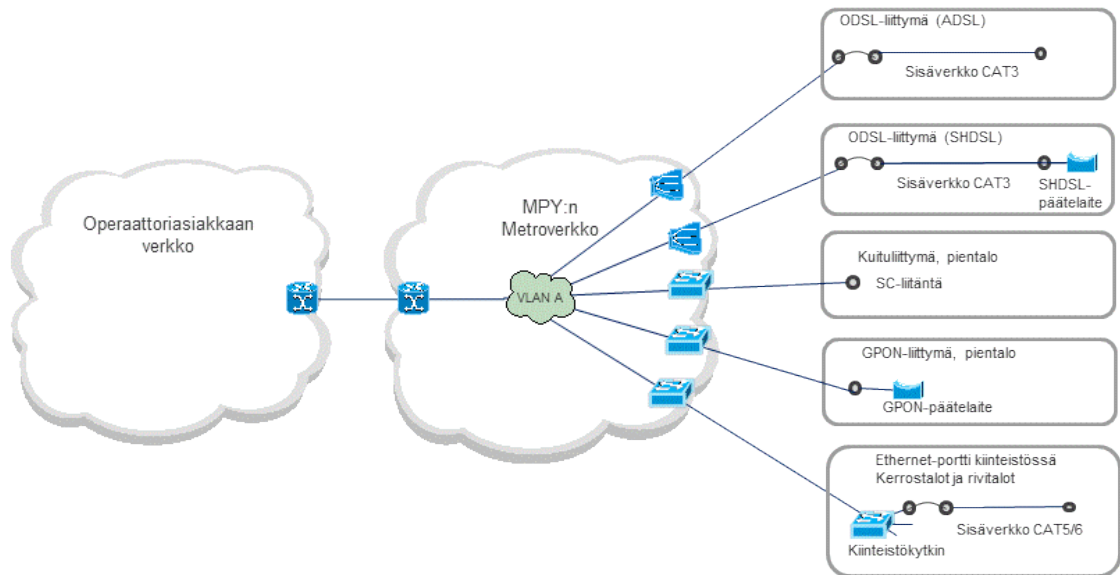 Operaattoriasiakkaan
verkko
MPY:n
Metroverkko
VLAN A
ODSL-liittymä (ADSL)
Sisäverkko CAT3
ODSL-liittymä (SHDSL)
Sisäverkko CAT3
SHDSL-
päätelaite
Kuituliittymä, pientalo
SC-liitäntä
GPON-liittymä, pientalo
GPON-päätelaite
Ethernet-portti kiinteistössä
Kerrostalot ja rivitalot
Sisäverkko CAT5/6
Kiinteistökytkin